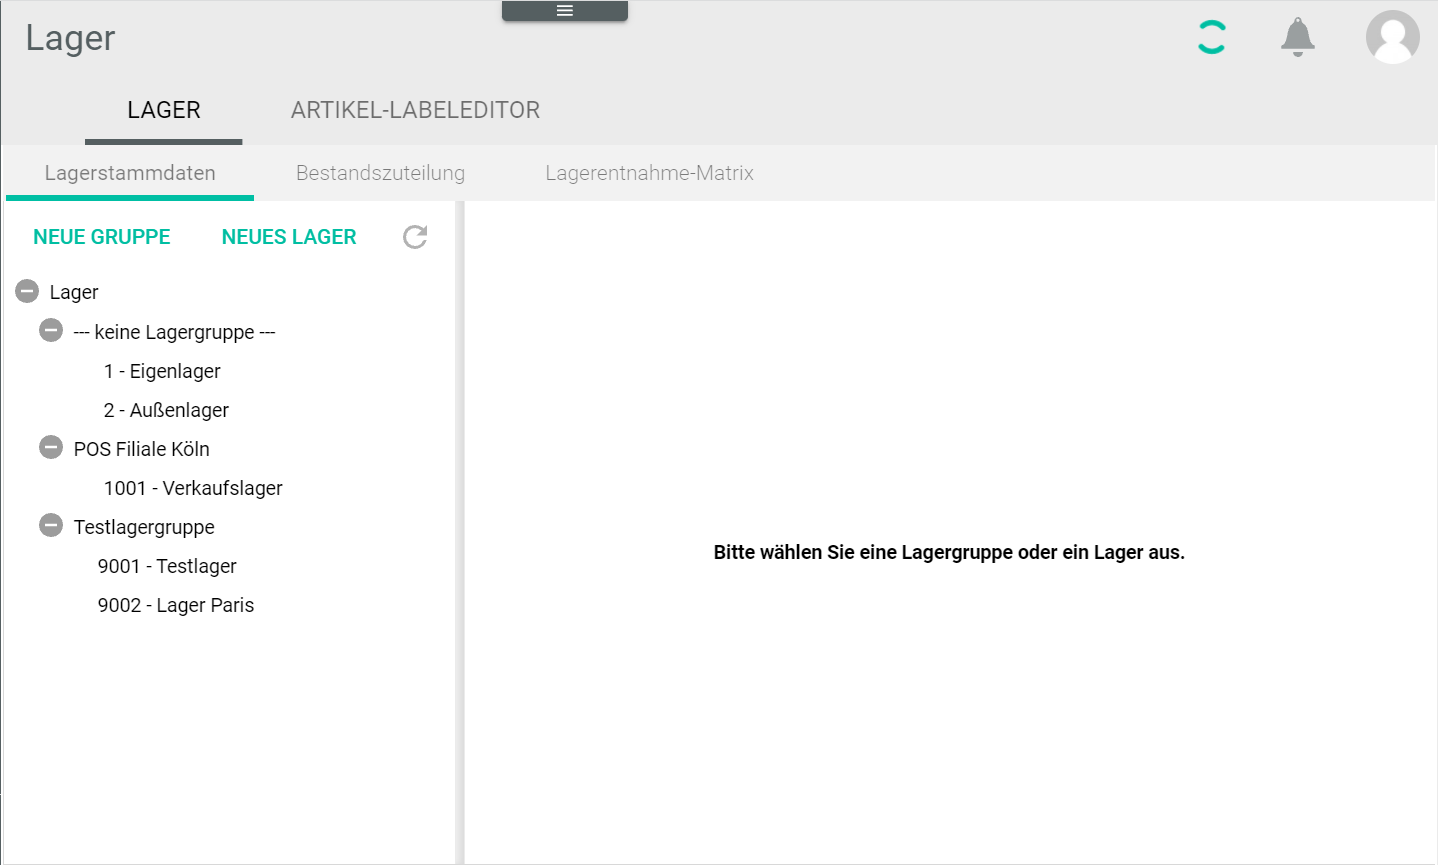 Lager
LAGER
ARTIKEL-LABELEDITOR
Lagerstammdaten
Bestandszuteilung
Lagerentnahme-Matrix
NEUE GRUPPE
NEUES LAGER
Lager
--- keine Lagergruppe ---
1 - Eigenlager
2 - Außenlager
POS Filiale Köln
1001 - Verkaufslager
Testlagergruppe
9001 - Testlager
9002 - Lager Paris
Bitte wählen Sie eine Lagergruppe oder ein Lager aus.